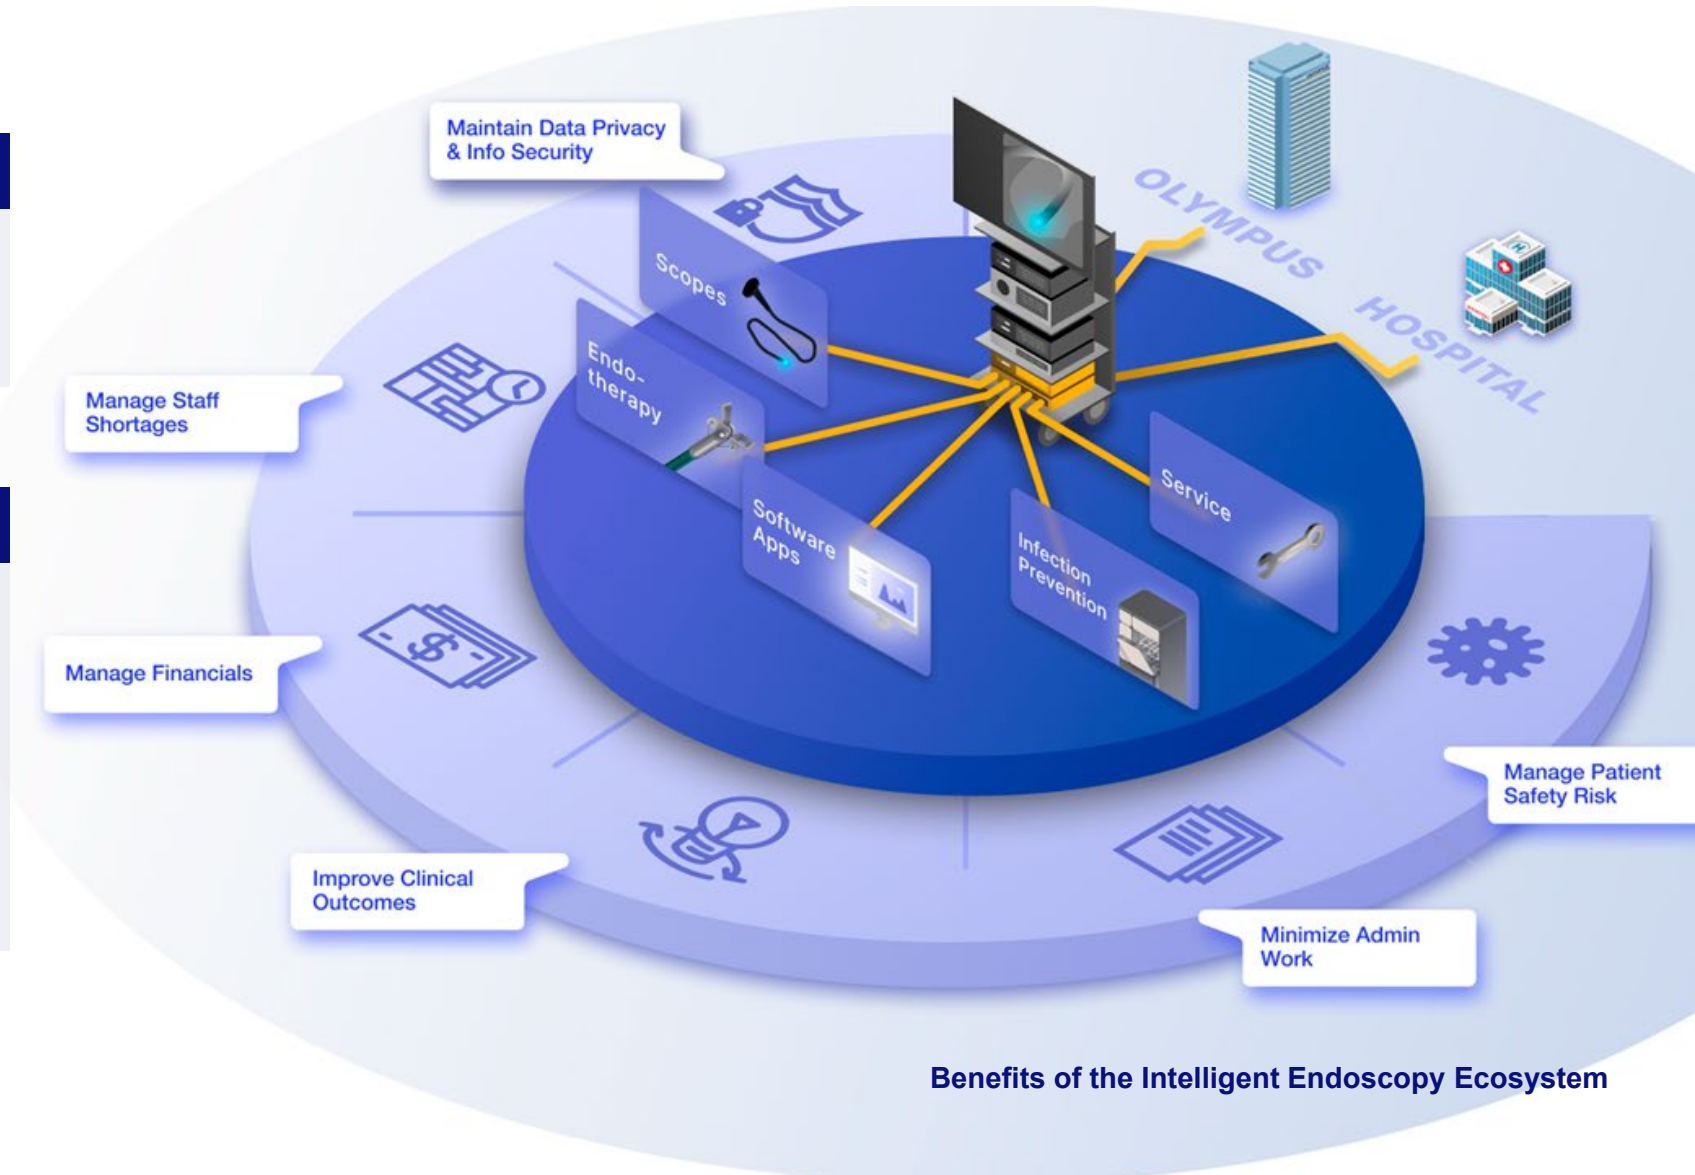 Maintain Data Privacy
& Info Security
OLYMPUS
HOSPITAL
Scopes
Endo-
therapy
Manage Staff
Shortages
Software
Apps
Infection
Prevention
Service
Manage Financials
Manage Patient
Safety Risk
Improve Clinical
Outcomes
Minimize Admin
Work
Benefits of the Intelligent Endoscopy Ecosystem